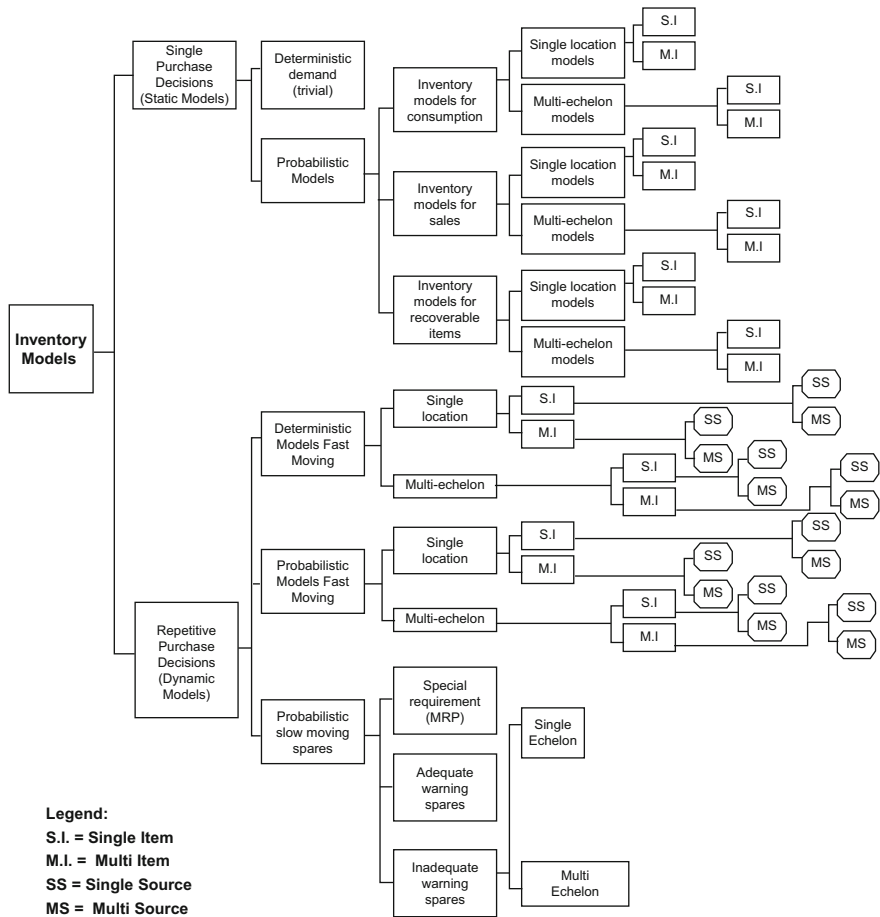 Single
Purchase
Decisions
(Static Models)
Deterministic
demand
(trivial)
Probabilistic
Models
Inventory
models for
consumption
Single location
models
S.I
M.I
Multi-echelon
models
S.I
M.I
Inventory
models for
sales
Single location
models
S.I
M.I
Multi-echelon
models
S.I
M.I
Inventory
models for
recoverable
items
Single location
models
S.I
M.I
Multi-echelon
models
S.I
M.I
Inventory
Models
Deterministic
Models Fast
Moving
Single
location
S.I
M.I
SS
MS
SS
MS
Multi-echelon
S.I
M.I
SS
MS
SS
MS
Probabilistic
Models Fast
Moving
Single
location
S.I
M.I
SS
MS
SS
MS
Multi-echelon
S.I
M.I
SS
MS
SS
MS
Repetitive
Purchase
Decisions
(Dynamic
Models)
Probabilistic
slow moving
spares
Special
requirement
(MRP)
Adequate
warning
spares
Inadequate
warning
spares
Single
Echelon
Multi
Echelon
Legend:
S.I. = Single Item
M.I. = Multi Item
SS = Single Source
MS = Multi Source